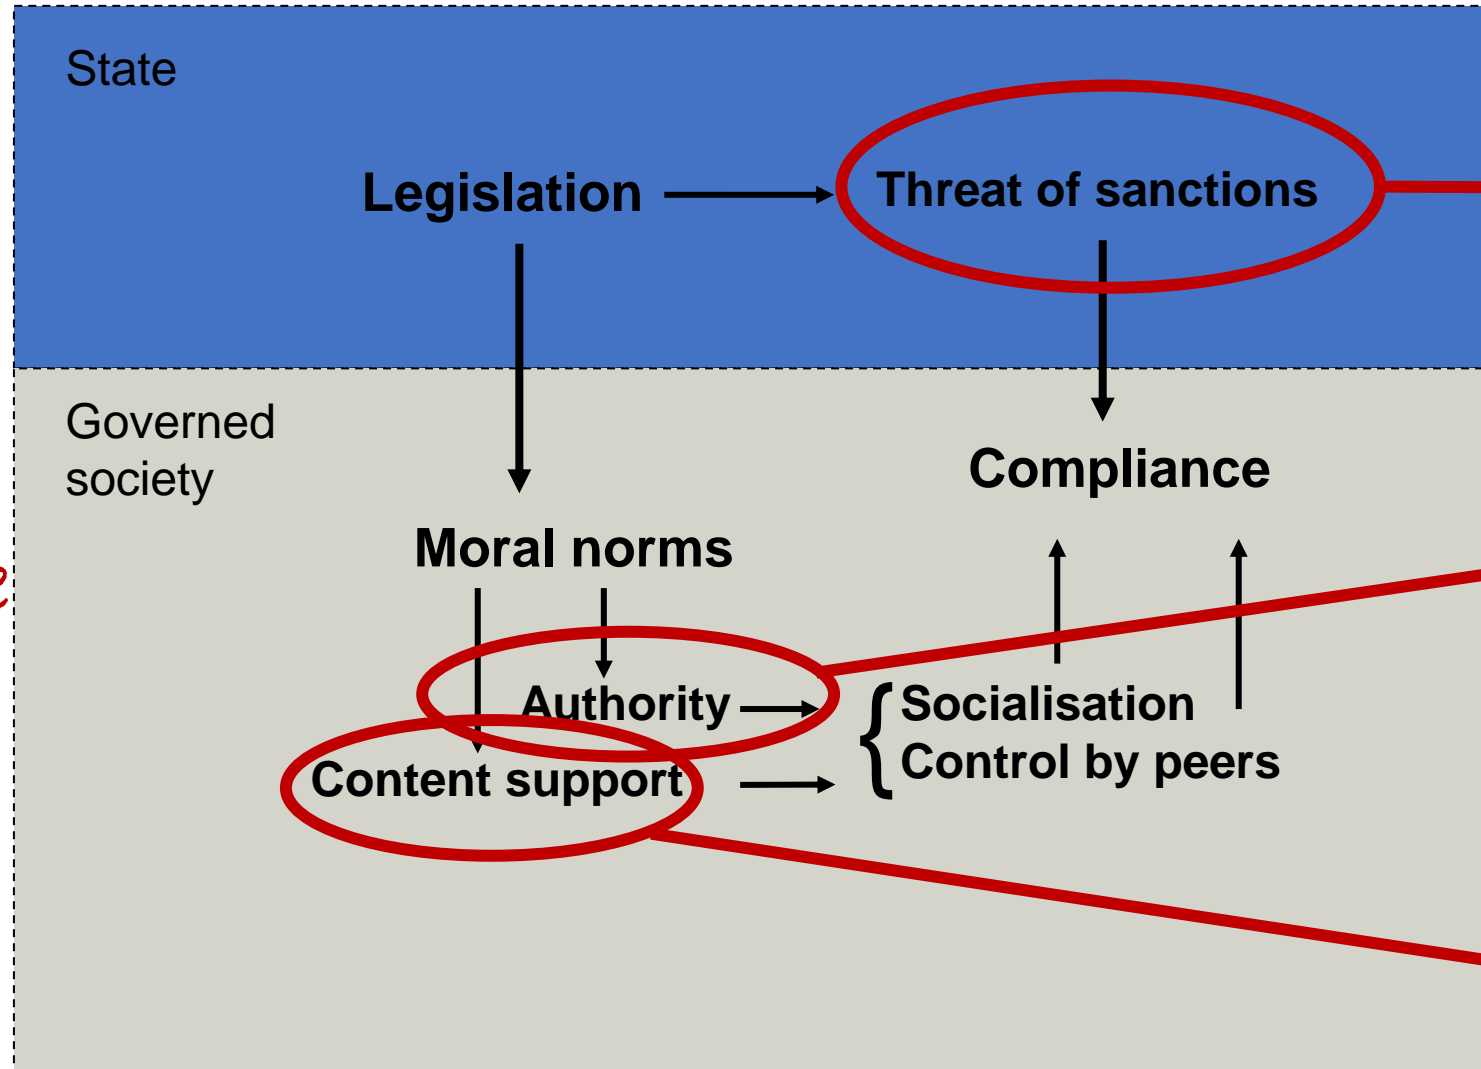 State
Legislation
Threat of sanctions
Governed
society
Compliance
Moral norms
Authority
Socialisation
Content support
Control by peers